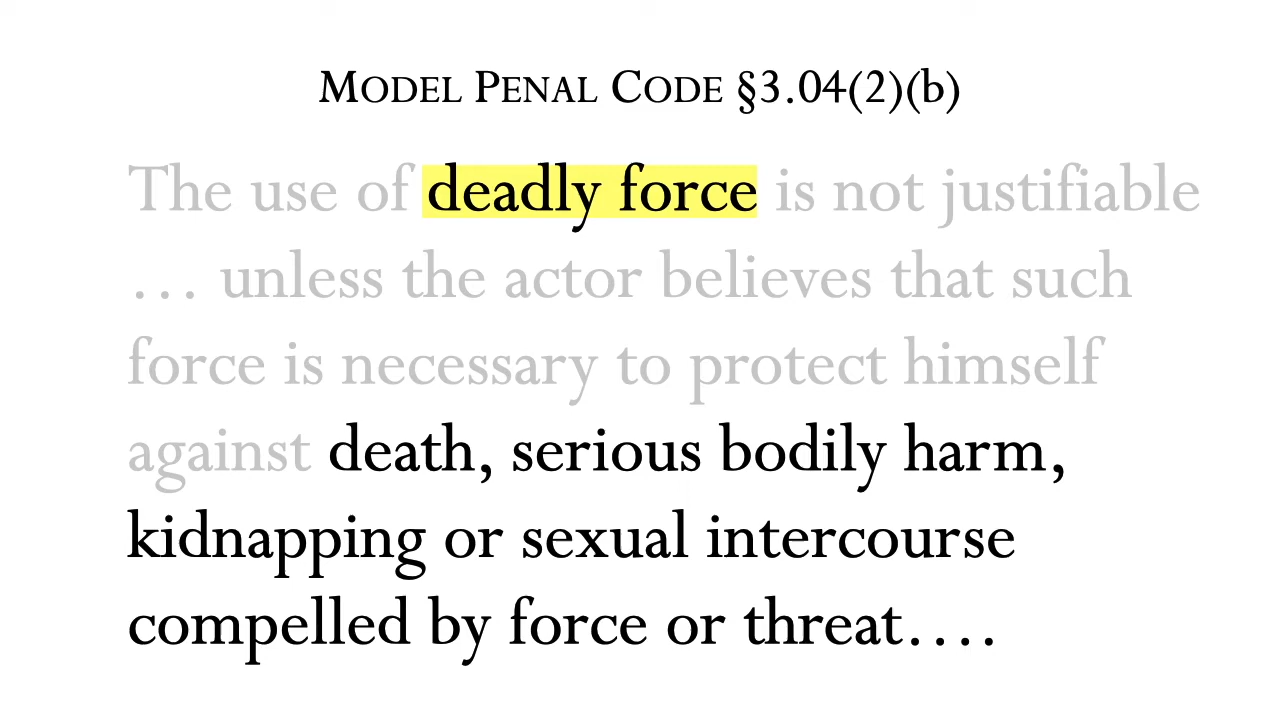 MODEL PENAL CODE §3.04(2)(b)
The use of deadly force is not justifiable
… unless the actor believes that such
force is necessary to protect himself
against death, serious bodily harm,
kidnapping or sexual intercourse
compelled by force or threat….